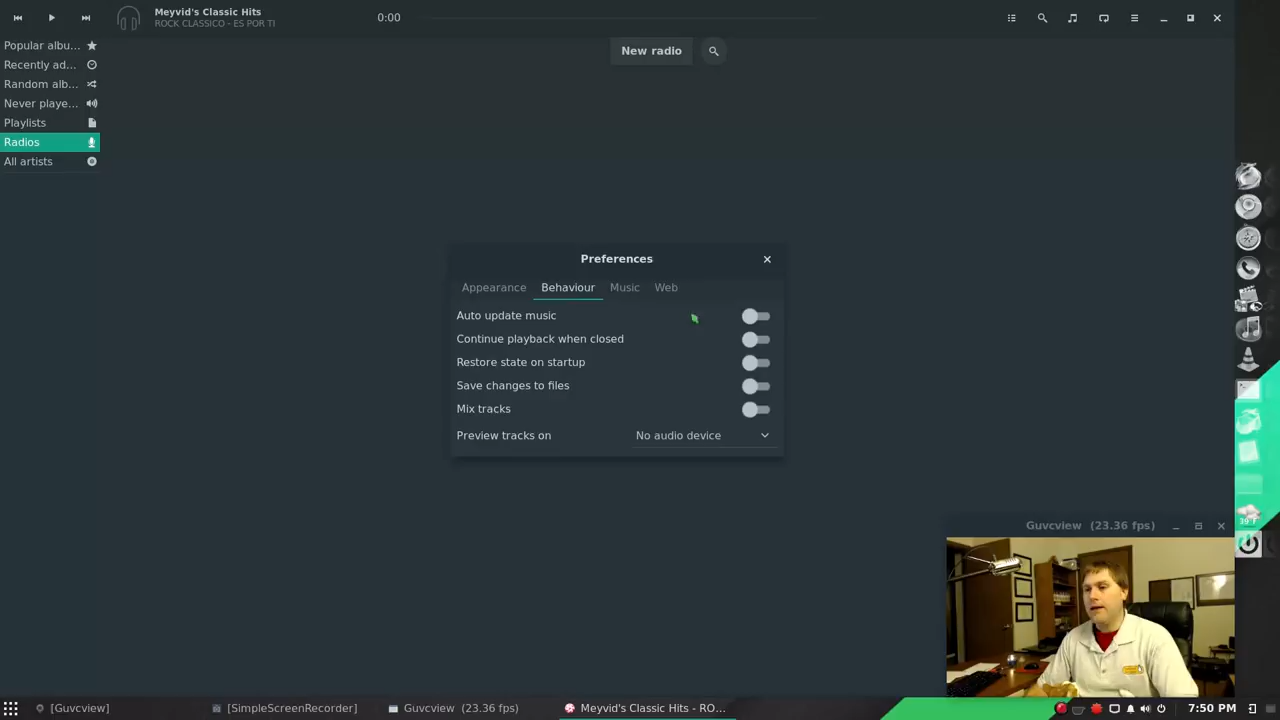 Meyvid's Classic Hits
ROCK CLASSICO - ES POR TI
0:00
New radio
Popular albu...
Recently ad...
Random alb...
Never playe...
Playlists
Radios
All artists
Preferences
Appearance Behaviour Music Web
Auto update music
Continue playback when closed
Restore state on startup
Save changes to files
Mix tracks
Preview tracks on No audio device
Guvcview (23.36 fps)
[Guvcview] [SimpleScreenRecorder] Guvcview (23.36 fps) Meyvid's Classic Hits - RO... 7:50 PM